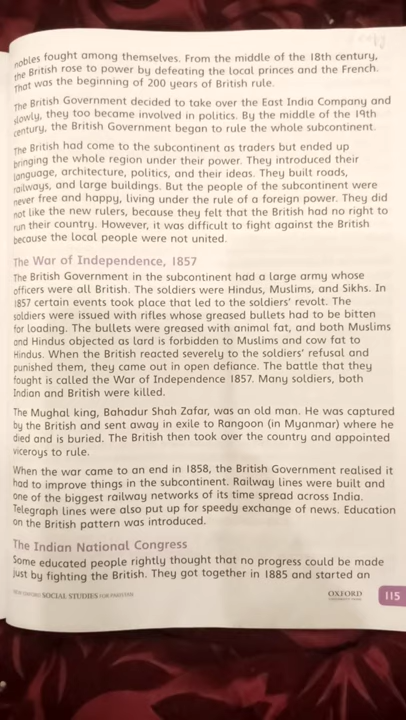 nobles fought among themselves. From the middle of the 18th century,
the British rose to power by defeating the local princes and the French.
That was the beginning of 200 years of British rule.
The British Government decided to take over the East India Company and
slowly, they too became involved in politics. By the middle of the 19th
century, the British Government began to rule the whole subcontinent.
The British had come to the subcontinent as traders but ended up
bringing the whole region under their power. They introduced their
language, architecture, politics, and their ideas. They built roads,
railways, and large buildings. But the people of the subcontinent were
never free and happy, living under the rule of a foreign power. They did
not like the new rulers, because they felt that the British had no right to
run their country. However, it was difficult to fight against the British
because the local people were not united.
The War of Independence, 1857
The British Government in the subcontinent had a large army whose
officers were all British. The soldiers were Hindus, Muslims, and Sikhs. In
1857 certain events took place that led to the soldiers' revolt. The
soldiers were issued with rifles whose greased bullets had to be bitten
for loading. The bullets were greased with animal fat, and both Muslims
and Hindus objected as lard is forbidden to Muslims and cow fat to
Hindus. When the British reacted severely to the soldiers' refusal and
punished them, they came out in open defiance. The battle that they
fought is called the War of Independence 1857. Many soldiers, both
Indian and British were killed.
The Mughal king, Bahadur Shah Zafar, was an old man. He was captured
by the British and sent away in exile to Rangoon (in Myanmar) where he
died and is buried. The British then took over the country and appointed
viceroys to rule.
When the war came to an end in 1858, the British Government realised it
had to improve things in the subcontinent. Railway lines were built and
one of the biggest railway networks of its time spread across India.
Telegraph lines were also put up for speedy exchange of news. Education
on the British pattern was introduced.
The Indian National Congress
Some educated people rightly thought that no progress could be made
just by fighting the British. They got together in 1885 and started an
NEW OXFORD SOCIAL STUDIES FOR PAKISTAN
OXFORD
UNIVERSITY PRESS
115